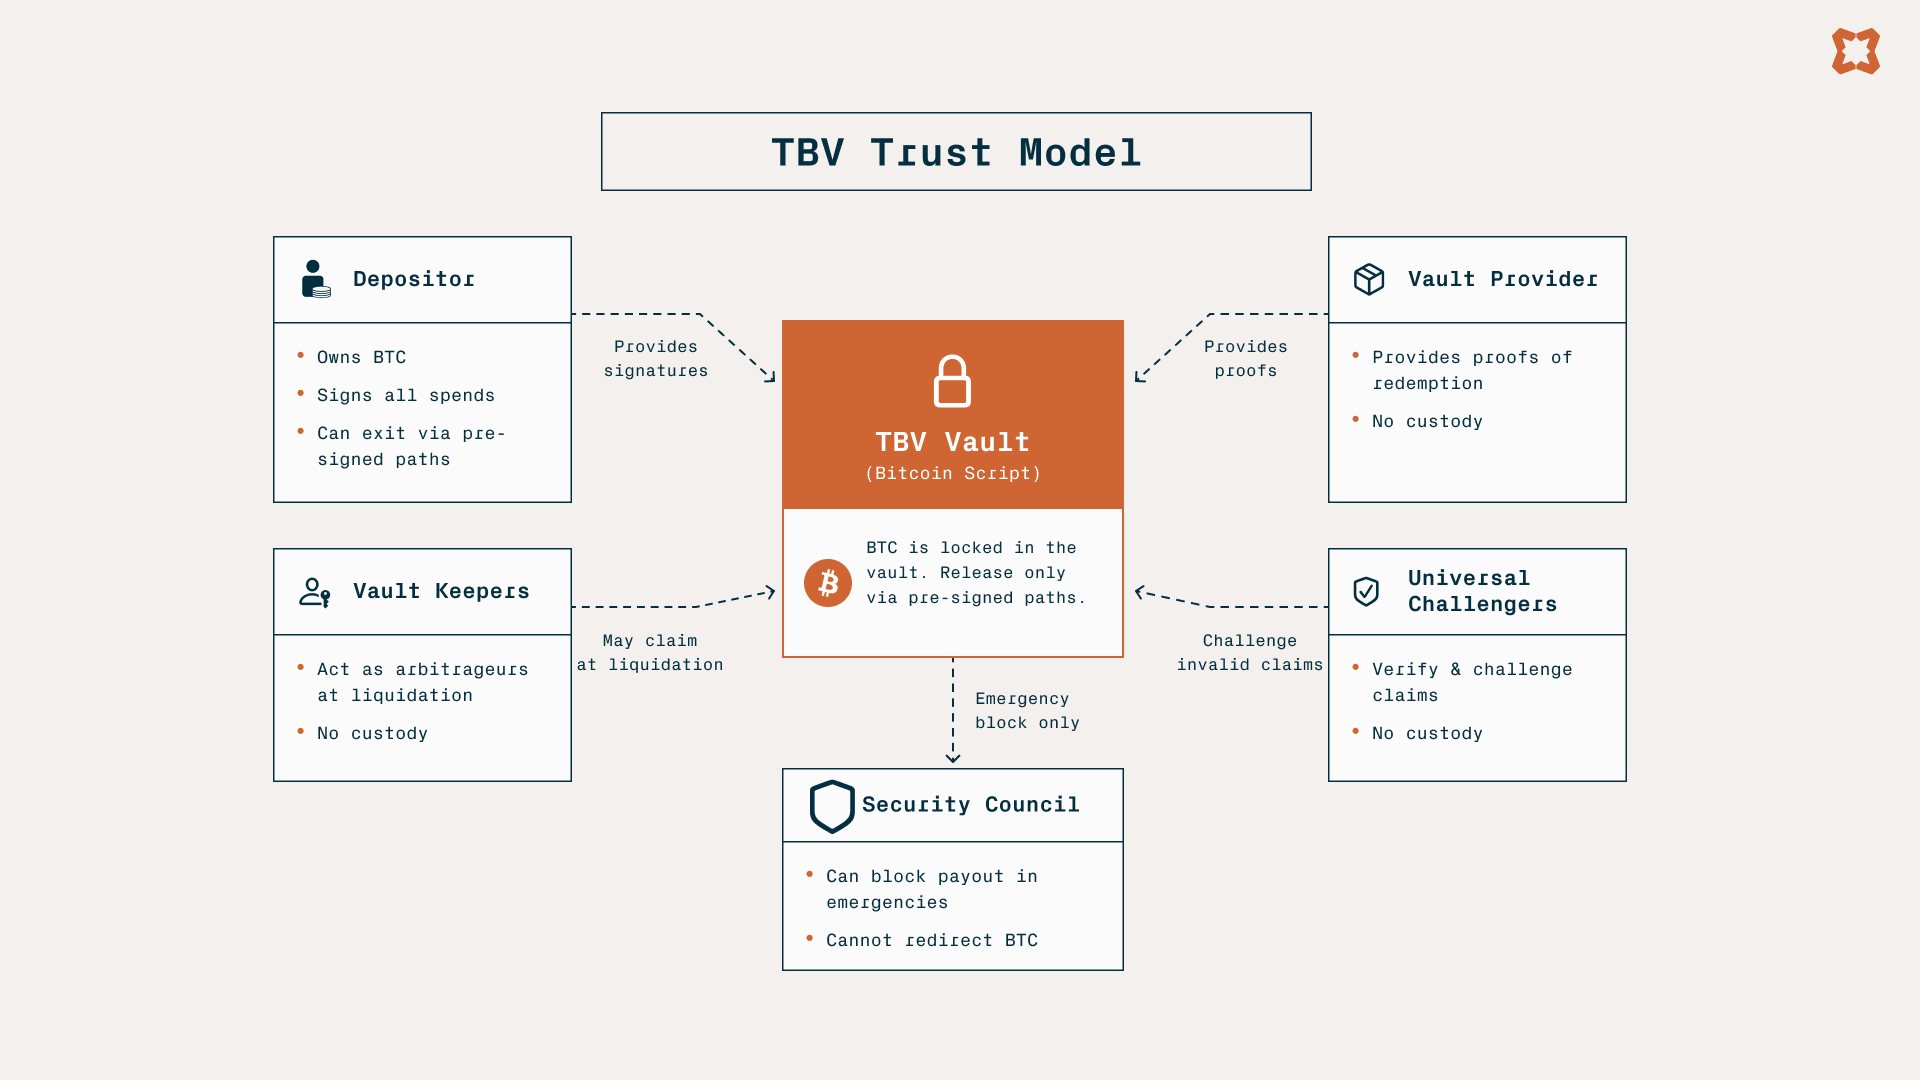 TBV Trust Model
Depositor
• Owns BTC
• Signs all spends
• Can exit via pre-
signed paths
Provides
signatures
Vault Keepers
• Act as arbitrageurs
at liquidation
• No custody
May claim
at liquidation
TBV Vault
(Bitcoin Script)
BTC is locked in the
vault. Release only
via pre-signed paths.
Emergency
block only
Security Council
• Can block payout in
emergencies
• Cannot redirect BTC
Vault Provider
• Provides proofs of
redemption
• No custody
Provides
proofs
Universal
Challengers
• Verify & challenge
claims
• No custody
Challenge
invalid claims